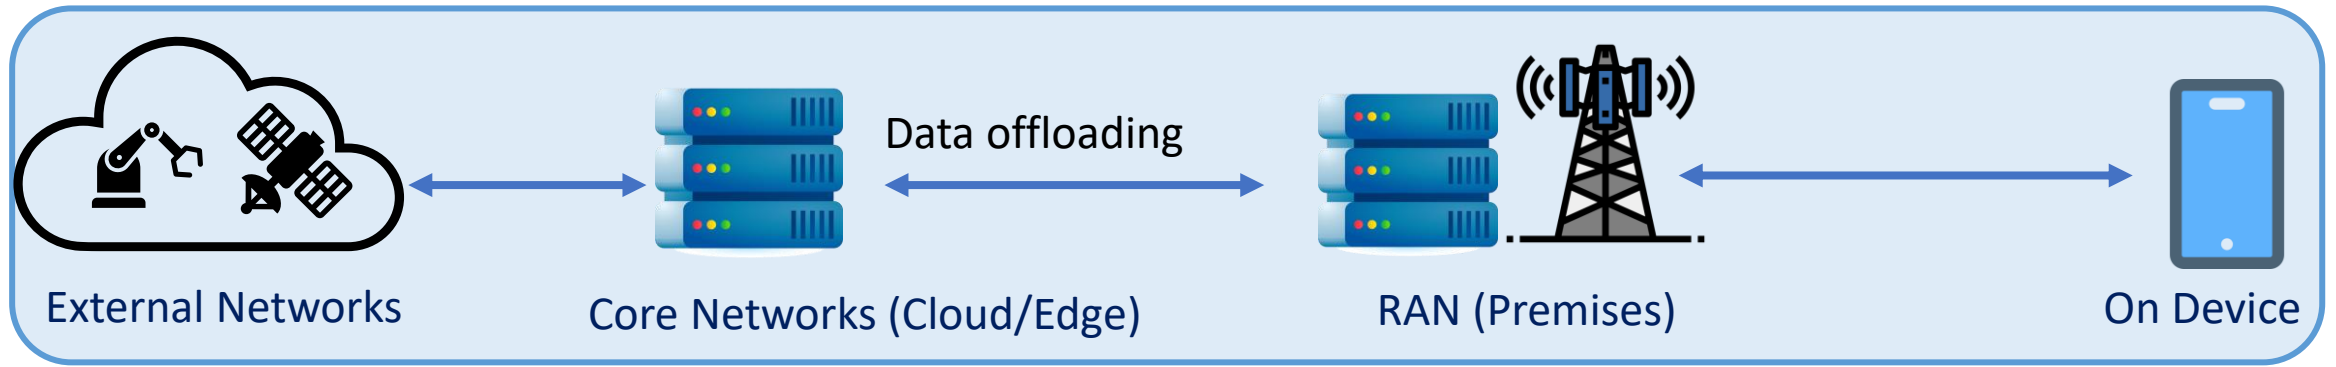 Data offloading
External Networks
Core Networks (Cloud/Edge)
RAN (Premises)
On Device